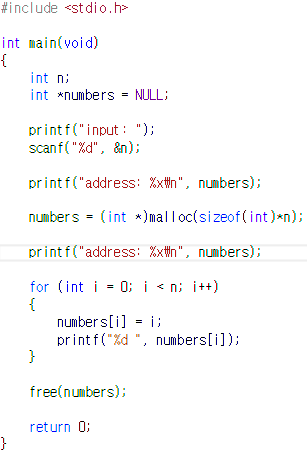 #include <stdio.h>
int main(void)
{
int n;
int *numbers = NULL;
printf("input: ");
scanf("%d", &n);
printf("address: %x₩n", numbers);
numbers = (int *)malloc(sizeof(int)*n);
printf("address: %x₩n", numbers);
for (int i = 0; i < n; i++)
{
numbers[i] = i;
printf("%d ", numbers[i]);
}
free(numbers);
return 0;
}